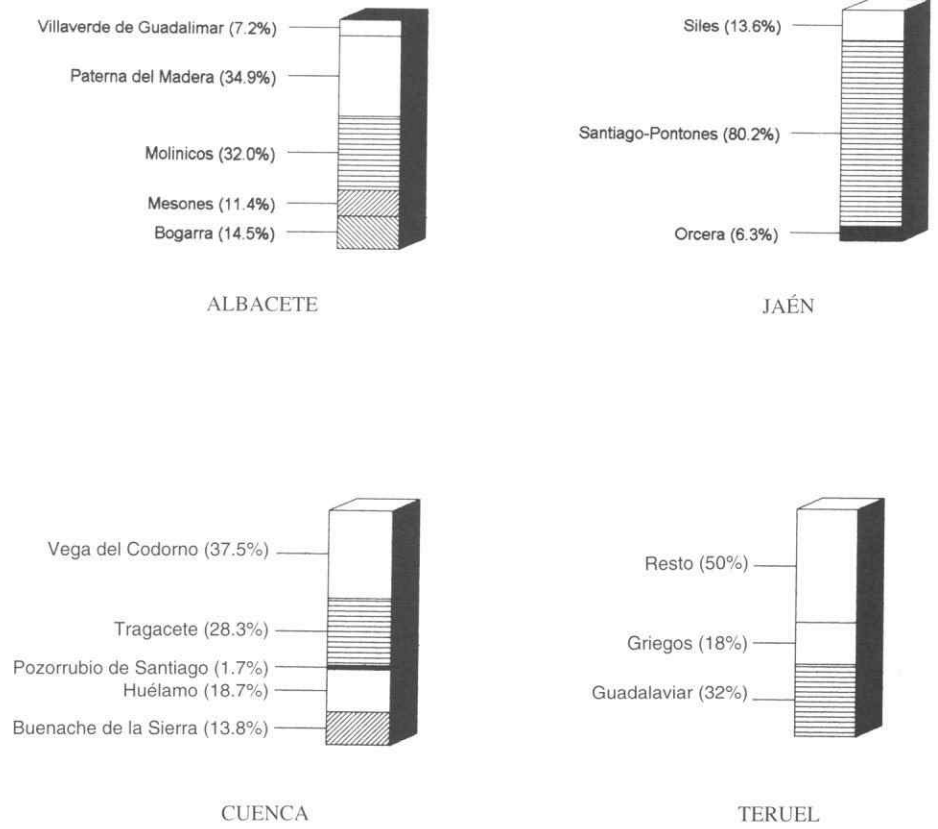 Villaverde de Guadalimar (7.2%)
Paterna del Madera (34.9%)
Molinicos (32.0%)
Mesones (11.4%)
Bogarra (14.5%)
ALBACETE
Siles (13.6%)
Santiago-Pontones (80.2%)
Orcera (6.3%)
JAÉN
Vega del Codorno (37.5%)
Tragacete (28.3%)
Pozorrubio de Santiago (1.7%)
Huélamo (18.7%)
Buenache de la Sierra (13.8%)
CUENCA
Resto (50%)
Griegos (18%)
Guadalaviar (32%)
TERUEL